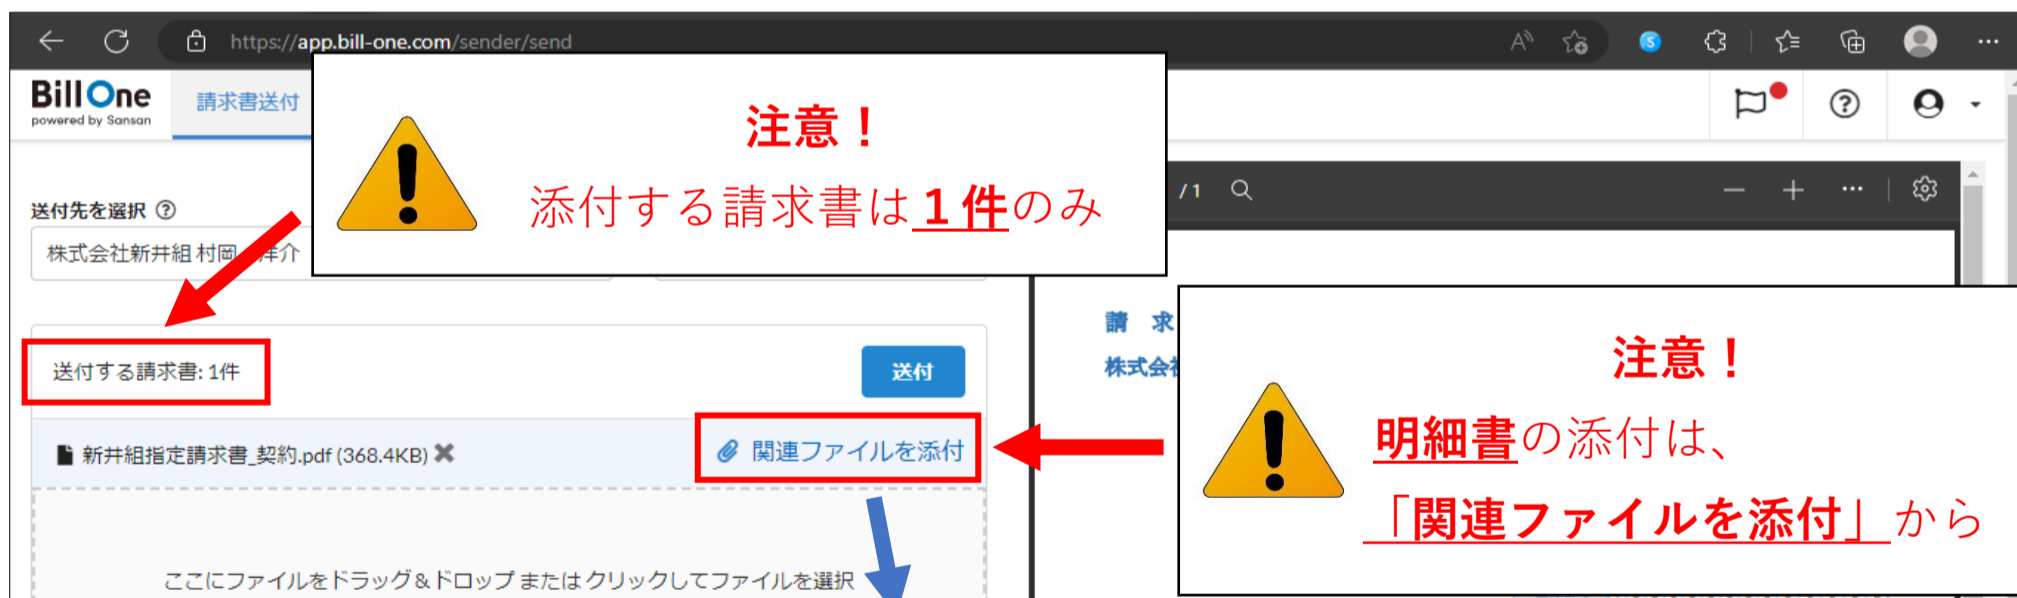 https://app.bill-one.com/sender/send
Bill One
powered by Sansan
請求書送付
注意！
添付する請求書は１件のみ
/1
送付先を選択
株式会社新井組 村岡 洋介
請 求
株式会社
送付する請求書: 1件
送付
新井組指定請求書_契約.pdf (368.4KB)
関連ファイルを添付
注意！
明細書の添付は、
「関連ファイルを添付」から
ここにファイルをドラッグ＆ドロップ または クリックしてファイルを選択